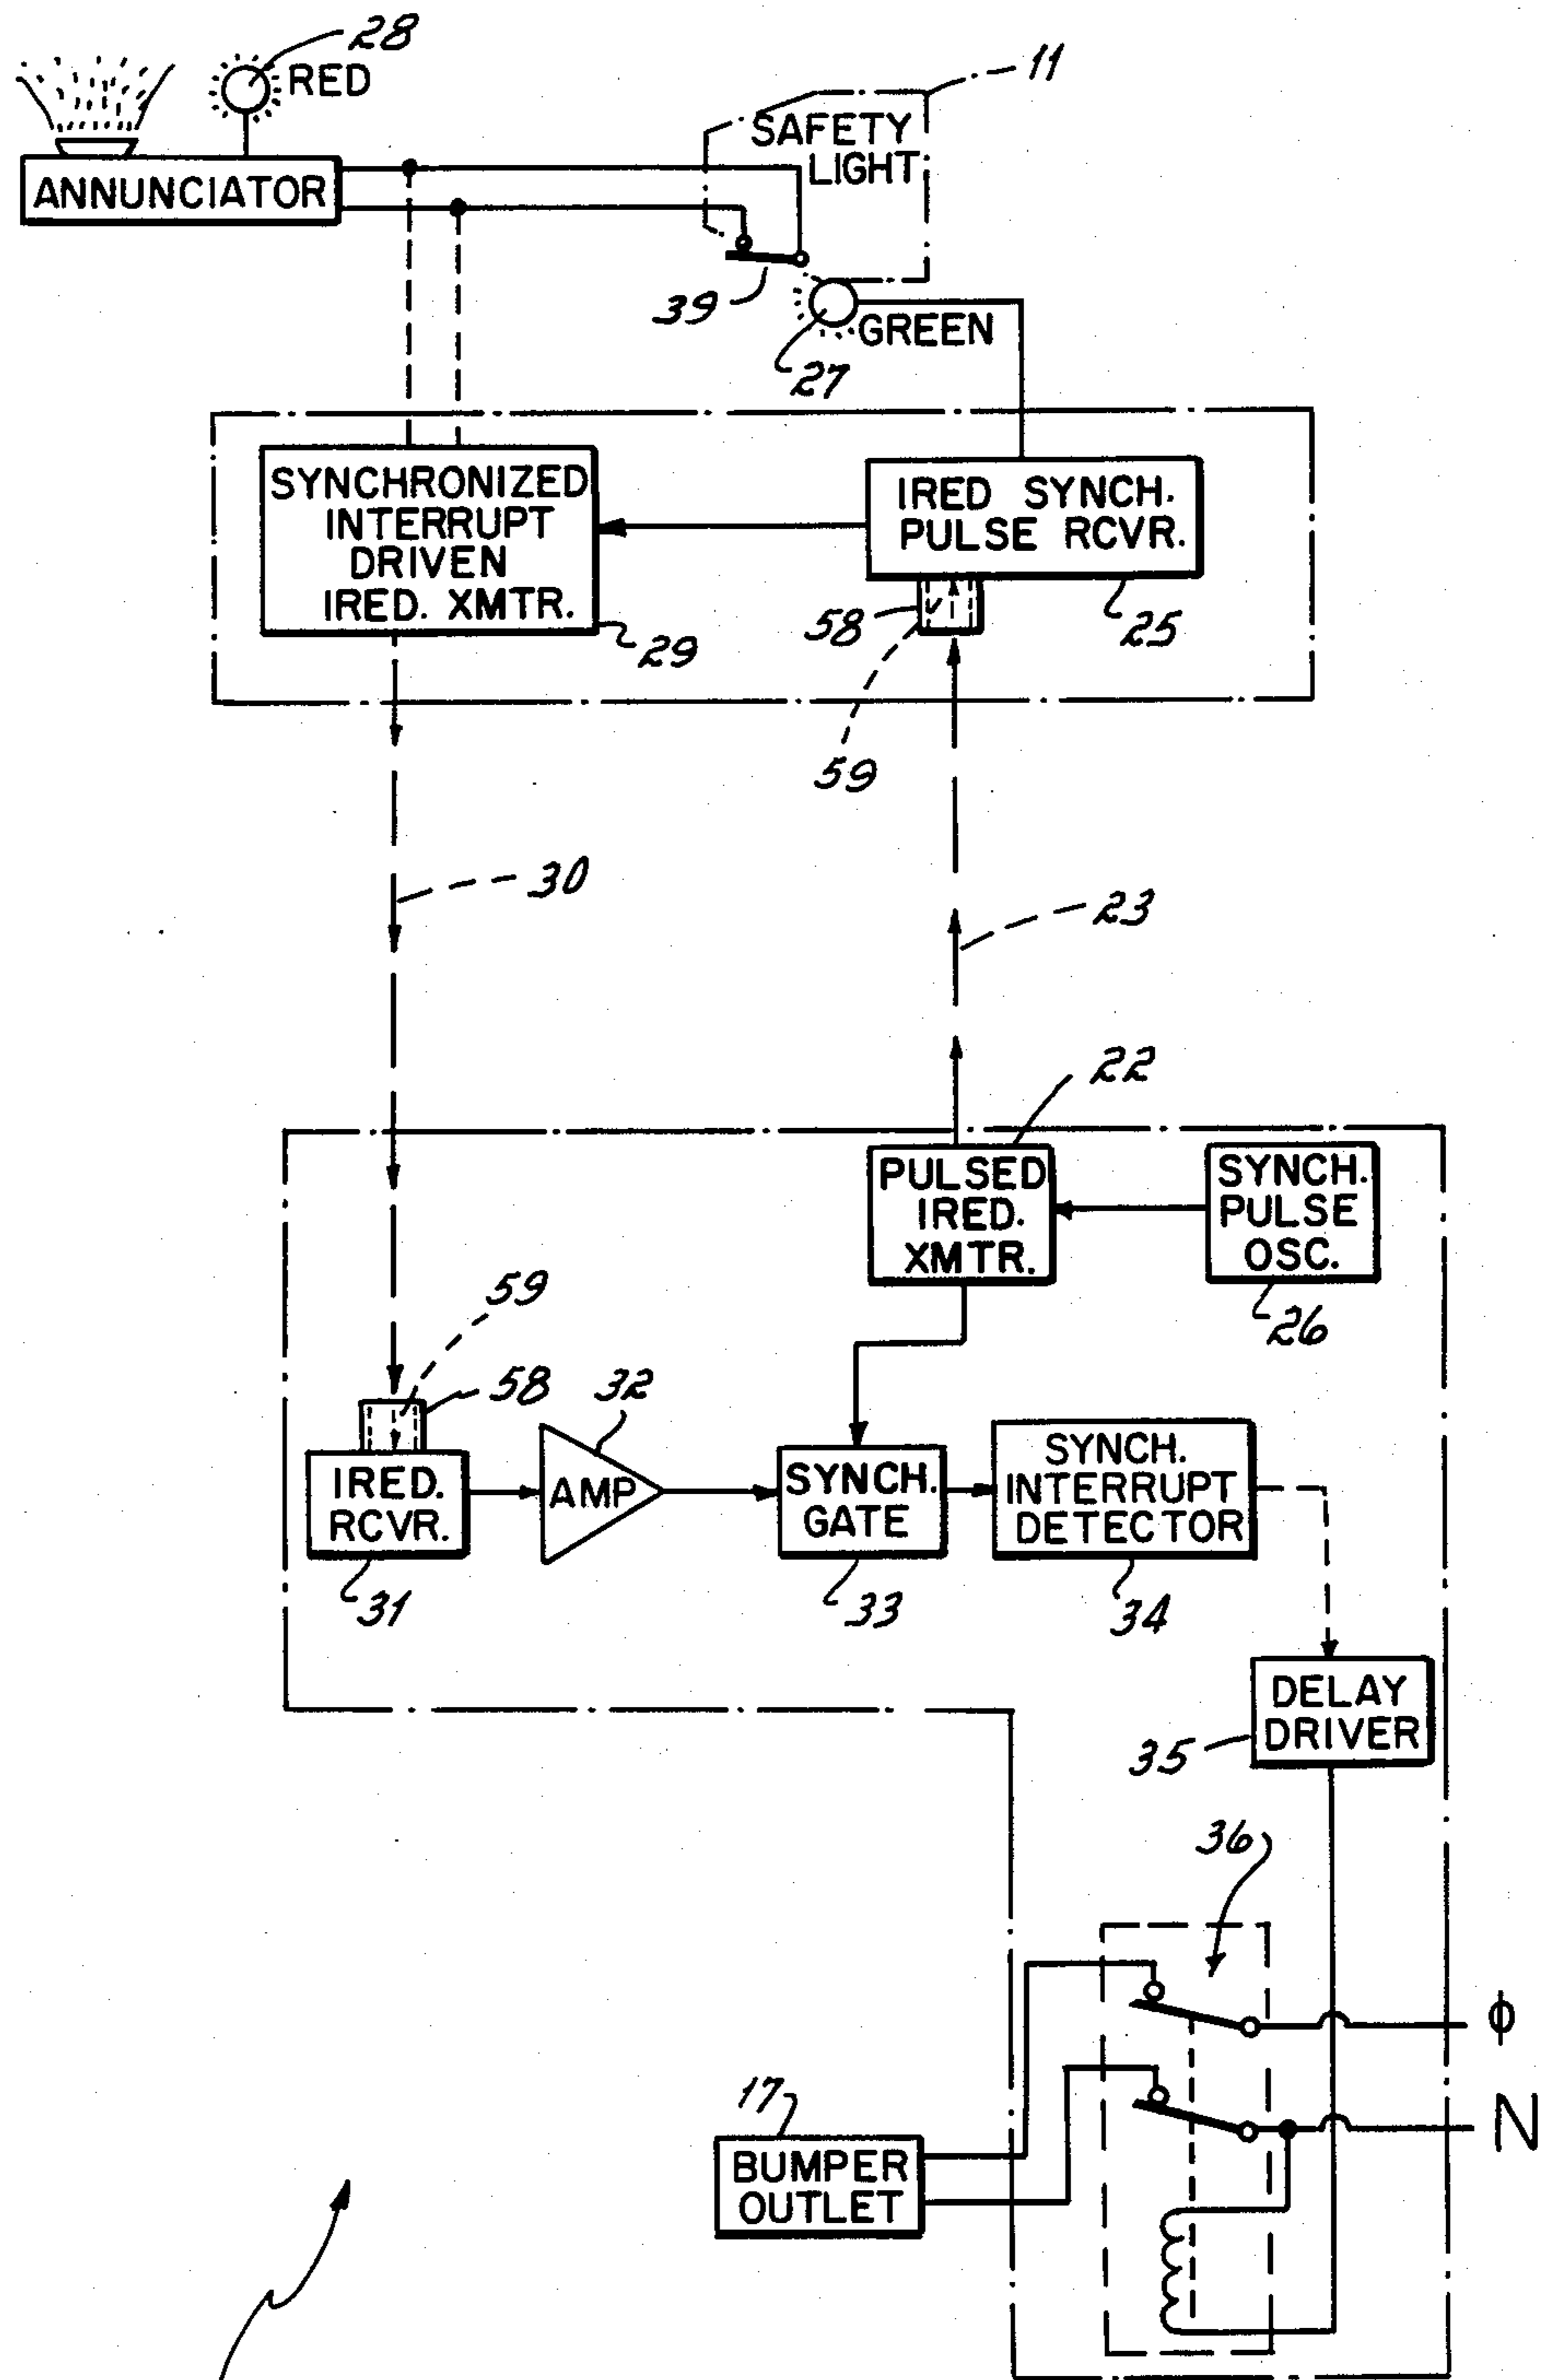 28
RED
11
SAFETY
LIGHT
ANNUNCIATOR
39
GREEN
27
SYNCHRONIZED
INTERRUPT
DRIVEN
IRED. XMTR.
IRED SYNCH.
PULSE RCVR.
58
25
29
59
30
23
22
PULSED
IRED.
XMTR.
SYNCH.
PULSE
OSC.
59
26
58
32
IRED.
RCVR.
AMP
SYNCH.
GATE
SYNCH.
INTERRUPT
DETECTOR
31
33
34
DELAY
DRIVER
35
36
Φ
17
N
BUMPER
OUTLET